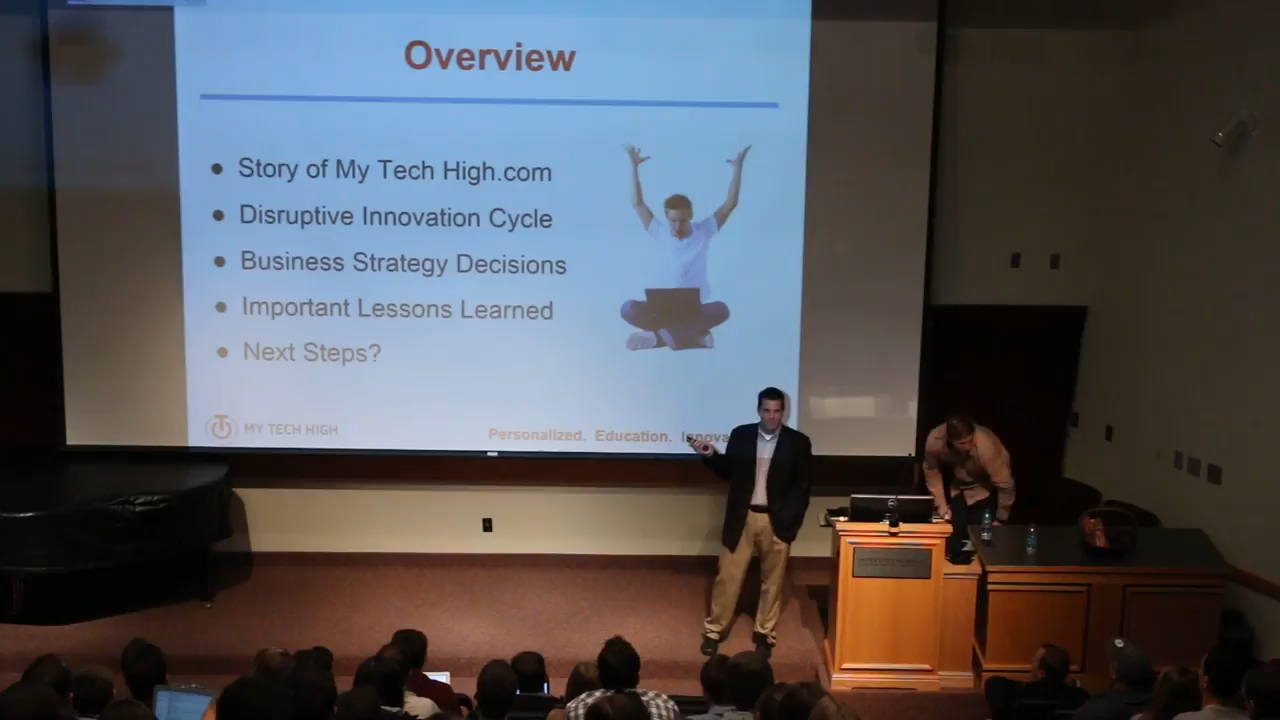 Overview
● Story of My Tech High.com
● Disruptive Innovation Cycle
● Business Strategy Decisions
● Important Lessons Learned
● Next Steps?
MY TECH HIGH
Personalized. Education. Innova